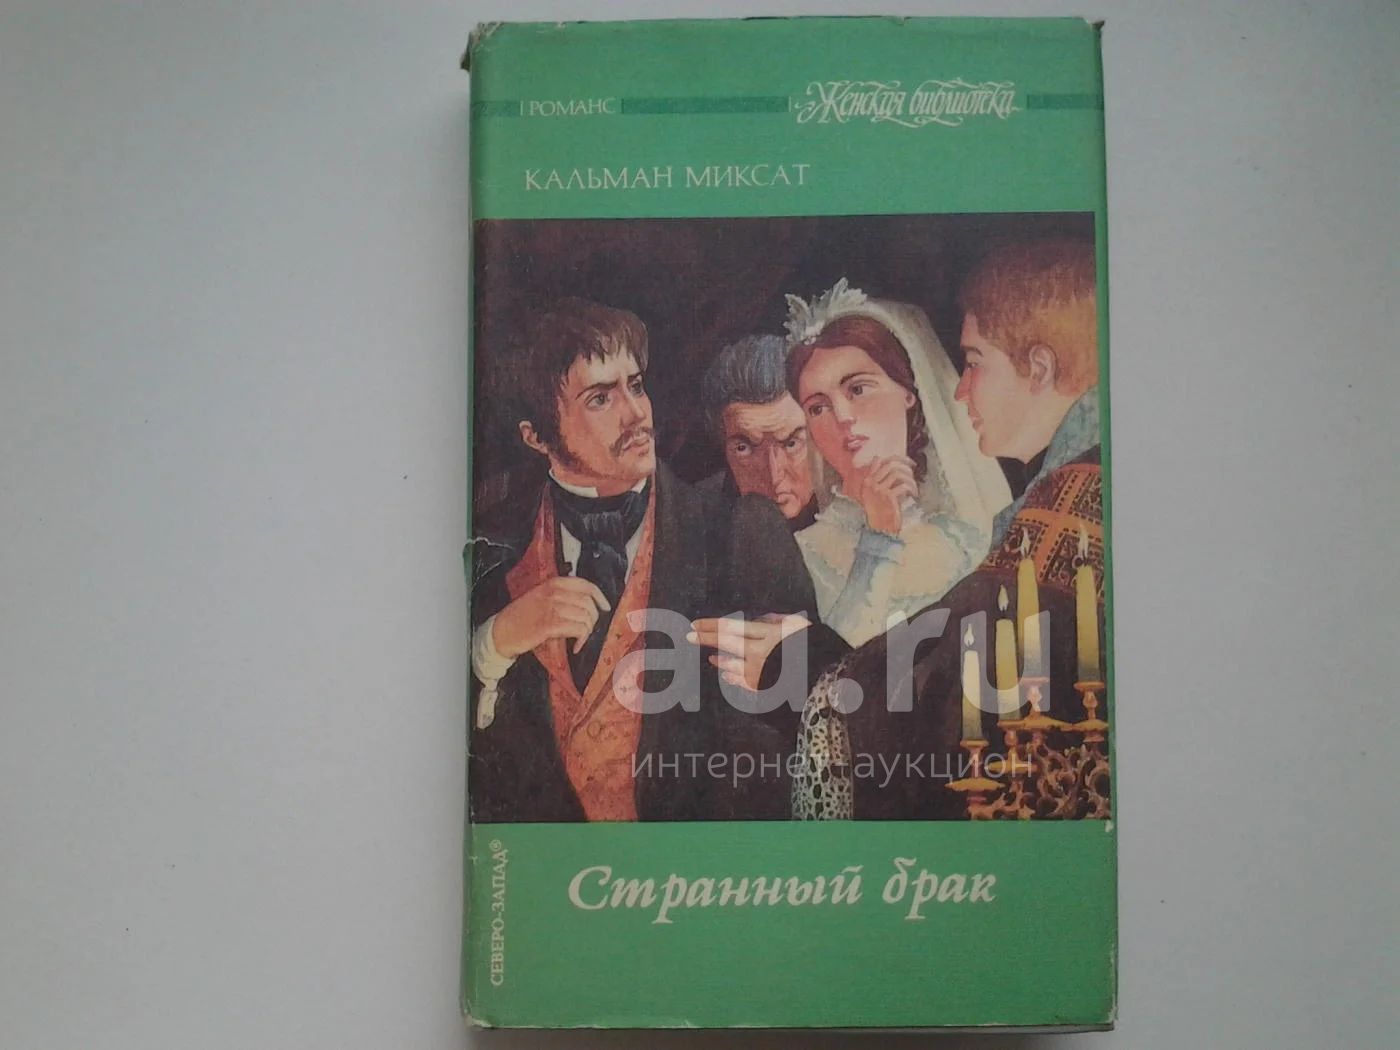 РОМАНС
Женская библиотека
КАЛЬМАН МИКСАТ
au.ru
интернет-аукцион
Странный брак
СЕВЕРО-ЗАПАД®